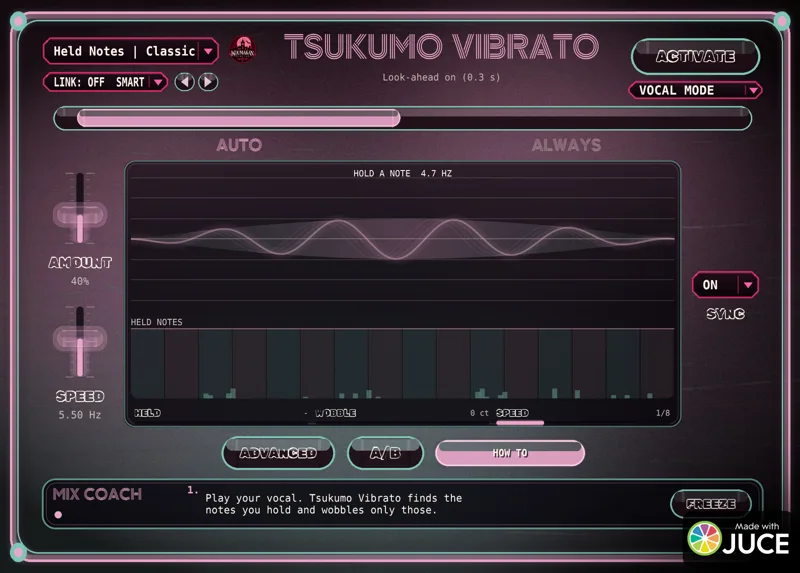 Held Notes | Classic
TSUKUMO VIBRATO
ACTIVATE
Look-ahead on (0.3 s)
LINK: OFF SMART
VOCAL MODE
AUTO
ALWAYS
HOLD A NOTE 4.7 HZ
AMOUNT
40%
ON
SYNC
HELD NOTES
SPEED
5.50 Hz
HELD - WOBBLE 0 ct SPEED 1/8
ADVANCED
A/B
HOW TO
MIX COACH
1. Play your vocal. Tsukumo Vibrato finds the
notes you hold and wobbles only those.
FREEZE
Made with
JUCE